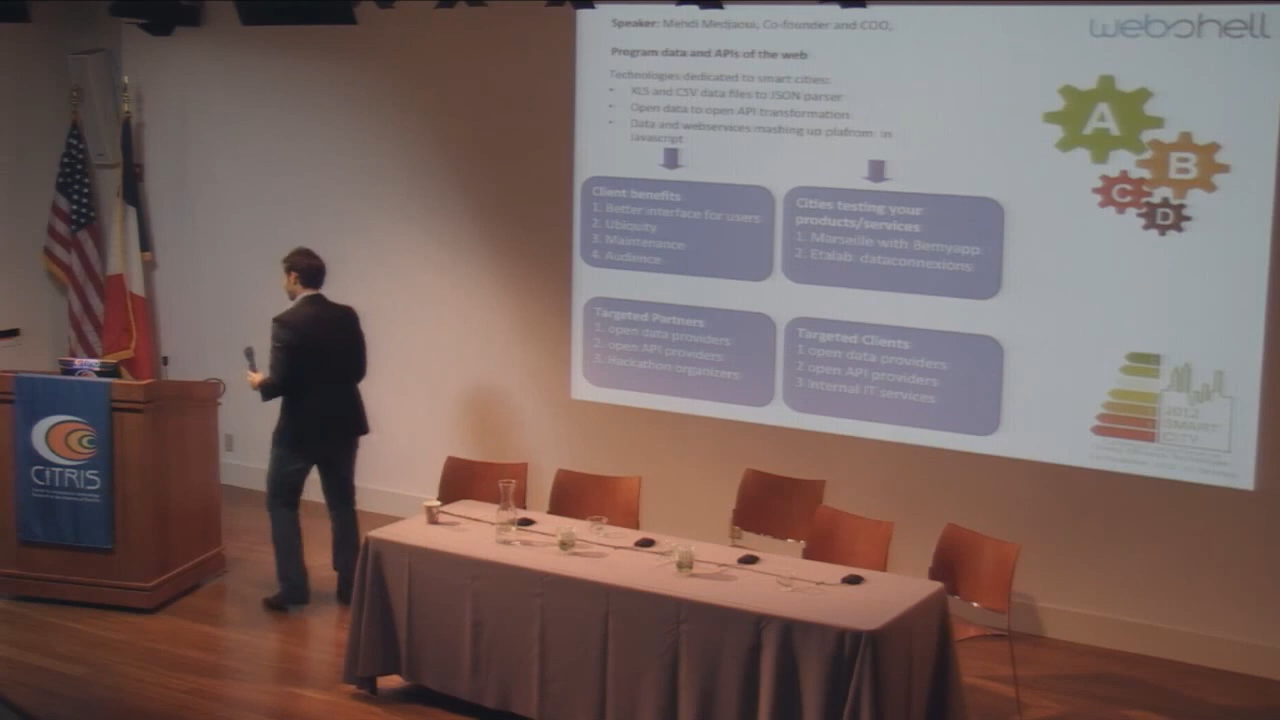 Speaker: Mehdi Medjaoui, Co-founder and COO,
webshell
Program data and APIs of the web
Technologies dedicated to smart cities:
• XLS and CSV data files to JSON parser
• Open data to open API transformation
• Data and webservices mashing up plafrom in
Javascript
A
B
C
D
Client benefits
1. Better interface for users
2. Ubiquity
3. Maintenance
4. Audience
Cities testing your
products/services
1. Marseille with Bemyapp
2. Etalab dataconnexions
Targeted Partners
1. open data providers
2. open API providers
3. Hackathon organizers
Targeted Clients
1 open data providers
2 open API providers
3 Internal IT services
2012
SMART
CITY
CITRIS